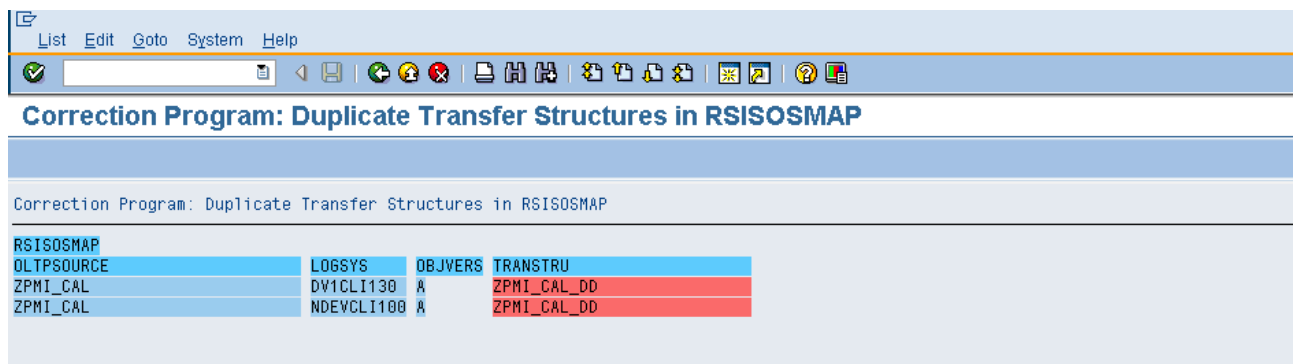 List Edit Goto System Help
Correction Program: Duplicate Transfer Structures in RSISOSMAP
Correction Program: Duplicate Transfer Structures in RSISOSMAP
RSISOSMAP
OLTPSOURCE LOGSYS OBJVERS TRANSTRU
ZPMI_CAL DV1CLI130 A ZPMI_CAL_DD
ZPMI_CAL NDEVCLI100 A ZPMI_CAL_DD